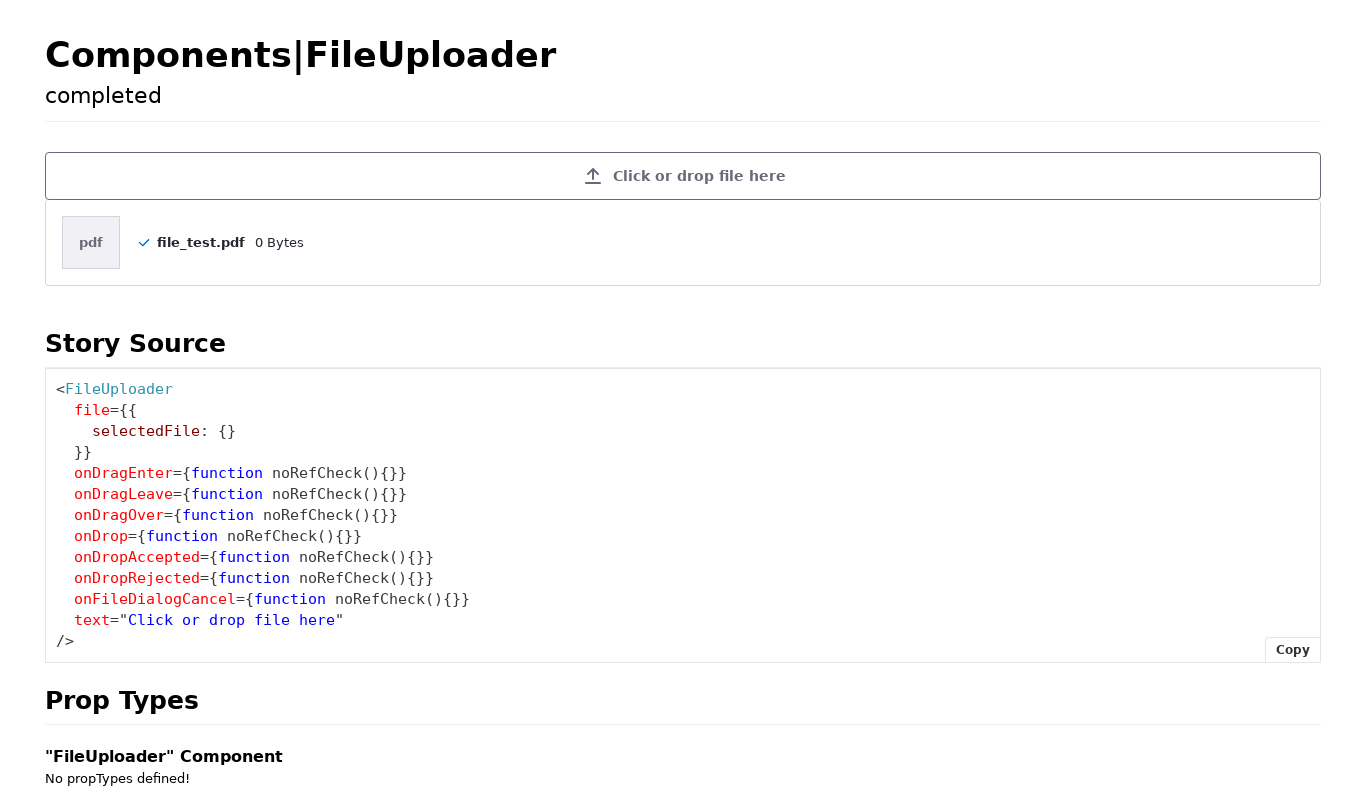 Components|FileUploader
completed
Click or drop file here
pdf file_test.pdf 0 Bytes
Story Source
<FileUploader
  file={{
    selectedFile: {}
  }}
  onDragEnter={function noRefCheck(){}}
  onDragLeave={function noRefCheck(){}}
  onDragOver={function noRefCheck(){}}
  onDrop={function noRefCheck(){}}
  onDropAccepted={function noRefCheck(){}}
  onDropRejected={function noRefCheck(){}}
  onFileDialogCancel={function noRefCheck(){}}
  text="Click or drop file here"
/>
Copy
Prop Types
"FileUploader" Component
No propTypes defined!